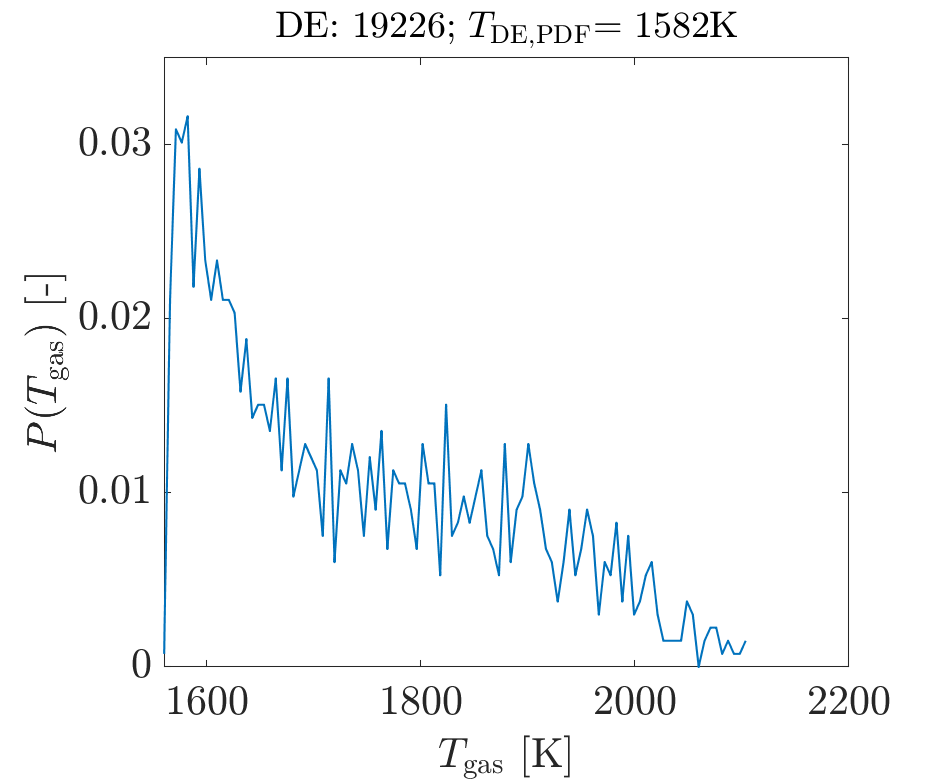 DE: 19226; T_DE,PDF= 1582K
P(T_gas) [-]
0.03
0.02
0.01
0
1600 1800 2000 2200
T_gas [K]